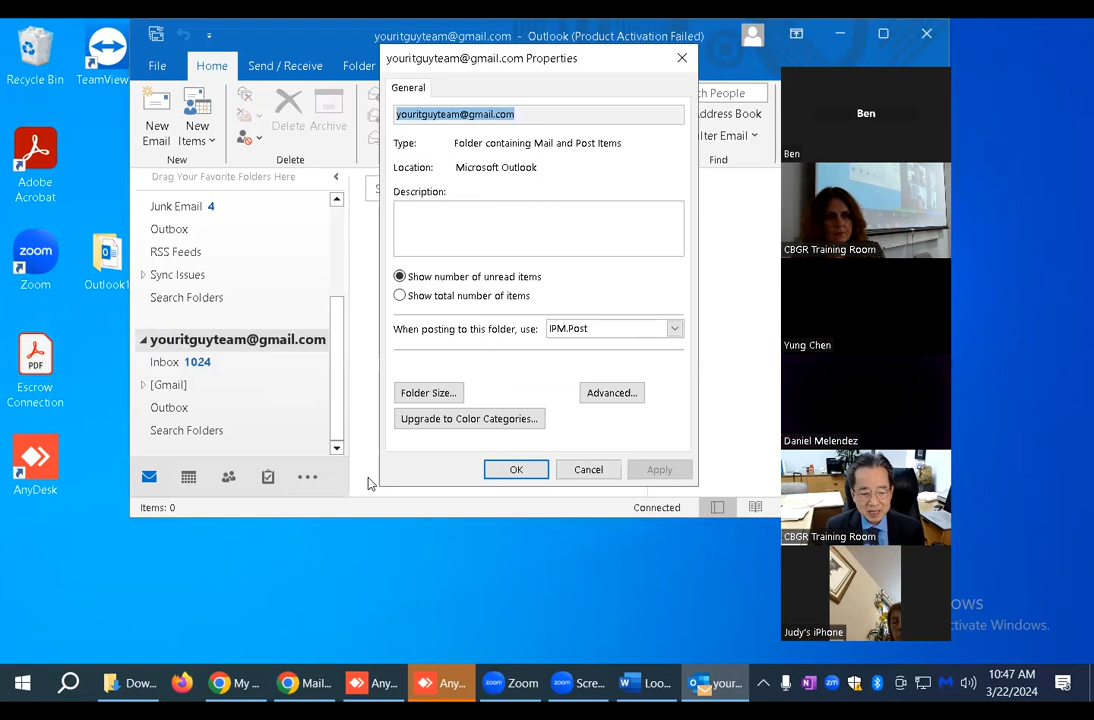 Recycle Bin
TeamView
Adobe
Acrobat
zoom
Zoom
Outlook1
PDF
Escrow
Connection
AnyDesk
youritguyteam@gmail.com - Outlook (Product Activation Failed)
File
Home
Send / Receive
Folder
New
Email
New
Items
Delete
Archive
New
Delete
ch People
ddress Book
ilter Email
Find
Drag Your Favorite Folders Here
Junk Email 4
Outbox
RSS Feeds
Sync Issues
Search Folders
youritguyteam@gmail.com
Inbox 1024
[Gmail]
Outbox
Search Folders
Items: 0
Connected
youritguyteam@gmail.com Properties
General
youritguyteam@gmail.com
Type: Folder containing Mail and Post Items
Location: Microsoft Outlook
Description:
Show number of unread items
Show total number of items
When posting to this folder, use: IPM.Post
Folder Size...
Advanced...
Upgrade to Color Categories...
OK
Cancel
Apply
Ben
Ben
CBGR Training Room
Yung Chen
Daniel Melendez
CBGR Training Room
Judy's iPhone
ows
ctivate Windows.
Dow...
My ...
Mail...
Any...
Any...
zoom
Zoom
zoom
Scre...
Loo...
your...
zm
10:47 AM
3/22/2024